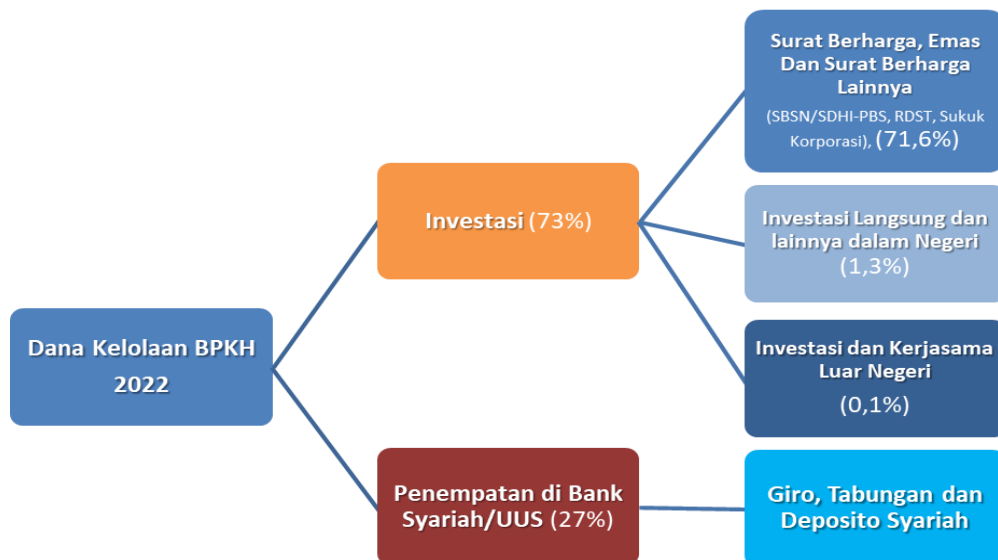 Dana Kelolaan BPKH
2022
Investasi (73%)
Penempatan di Bank
Syariah/UUS (27%)
Surat Berharga, Emas
Dan Surat Berharga
Lainnya
(SBSN/SDHI-PBS, RDST, Sukuk
Korporasi), (71,6%)
Investasi Langsung dan
lainnya dalam Negeri
(1,3%)
Investasi dan Kerjasama
Luar Negeri
(0,1%)
Giro, Tabungan dan
Deposito Syariah